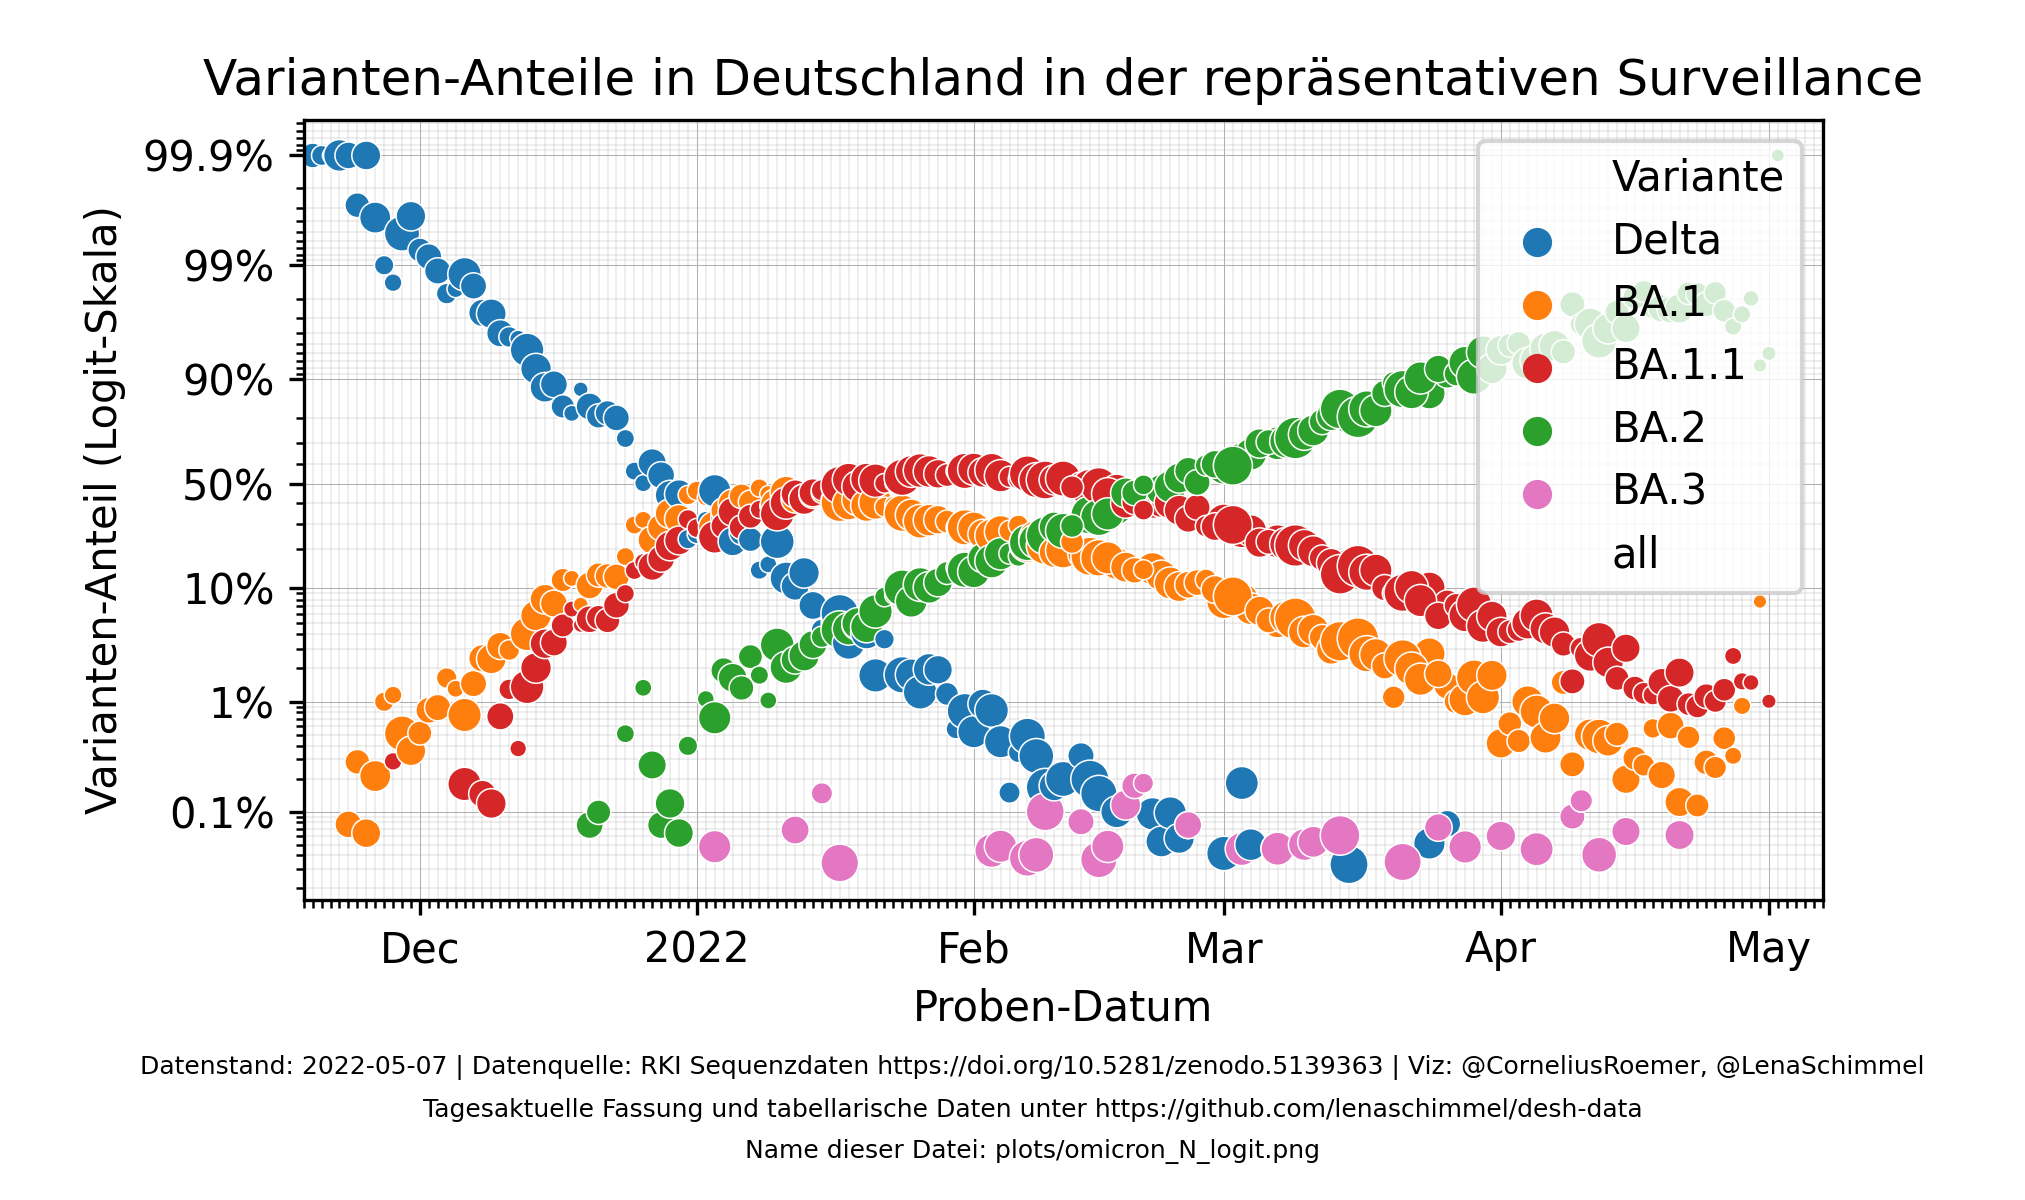 Varianten-Anteile in Deutschland in der repräsentativen Surveillance
Varianten-Anteil (Logit-Skala)
99.9%
99%
90%
50%
10%
1%
0.1%
Variante
Delta
BA.1
BA.1.1
BA.2
BA.3
all
Dec
2022
Feb
Mar
Apr
May
Proben-Datum
Datenstand: 2022-05-07 | Datenquelle: RKI Sequenzdaten https://doi.org/10.5281/zenodo.5139363 | Viz: @CorneliusRoemer, @LenaSchimmel
Tagesaktuelle Fassung und tabellarische Daten unter https://github.com/lenaschimmel/desh-data
Name dieser Datei: plots/omicron_N_logit.png